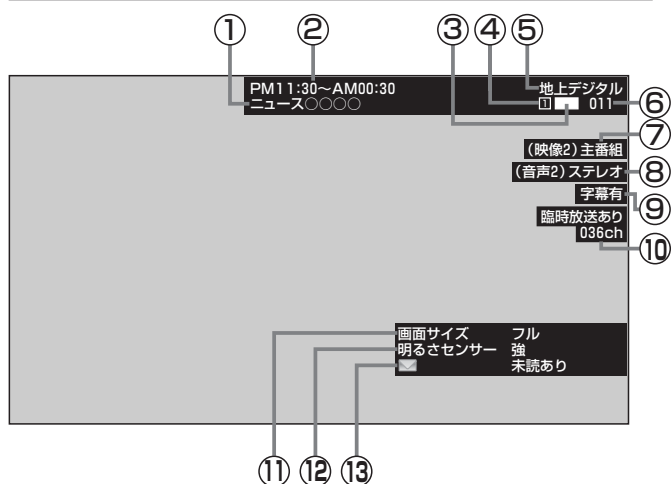 ① ② ③ ④ ⑤
PM11:30～AM00:30 地上デジタル
ニュース○○○○ 1 011
⑥
⑦
(映像2)主番組
(音声2)ステレオ
⑧
字幕有
⑨
臨時放送あり
036ch
⑩
画面サイズ フル
明るさセンサー 強
未読あり
⑪ ⑫ ⑬